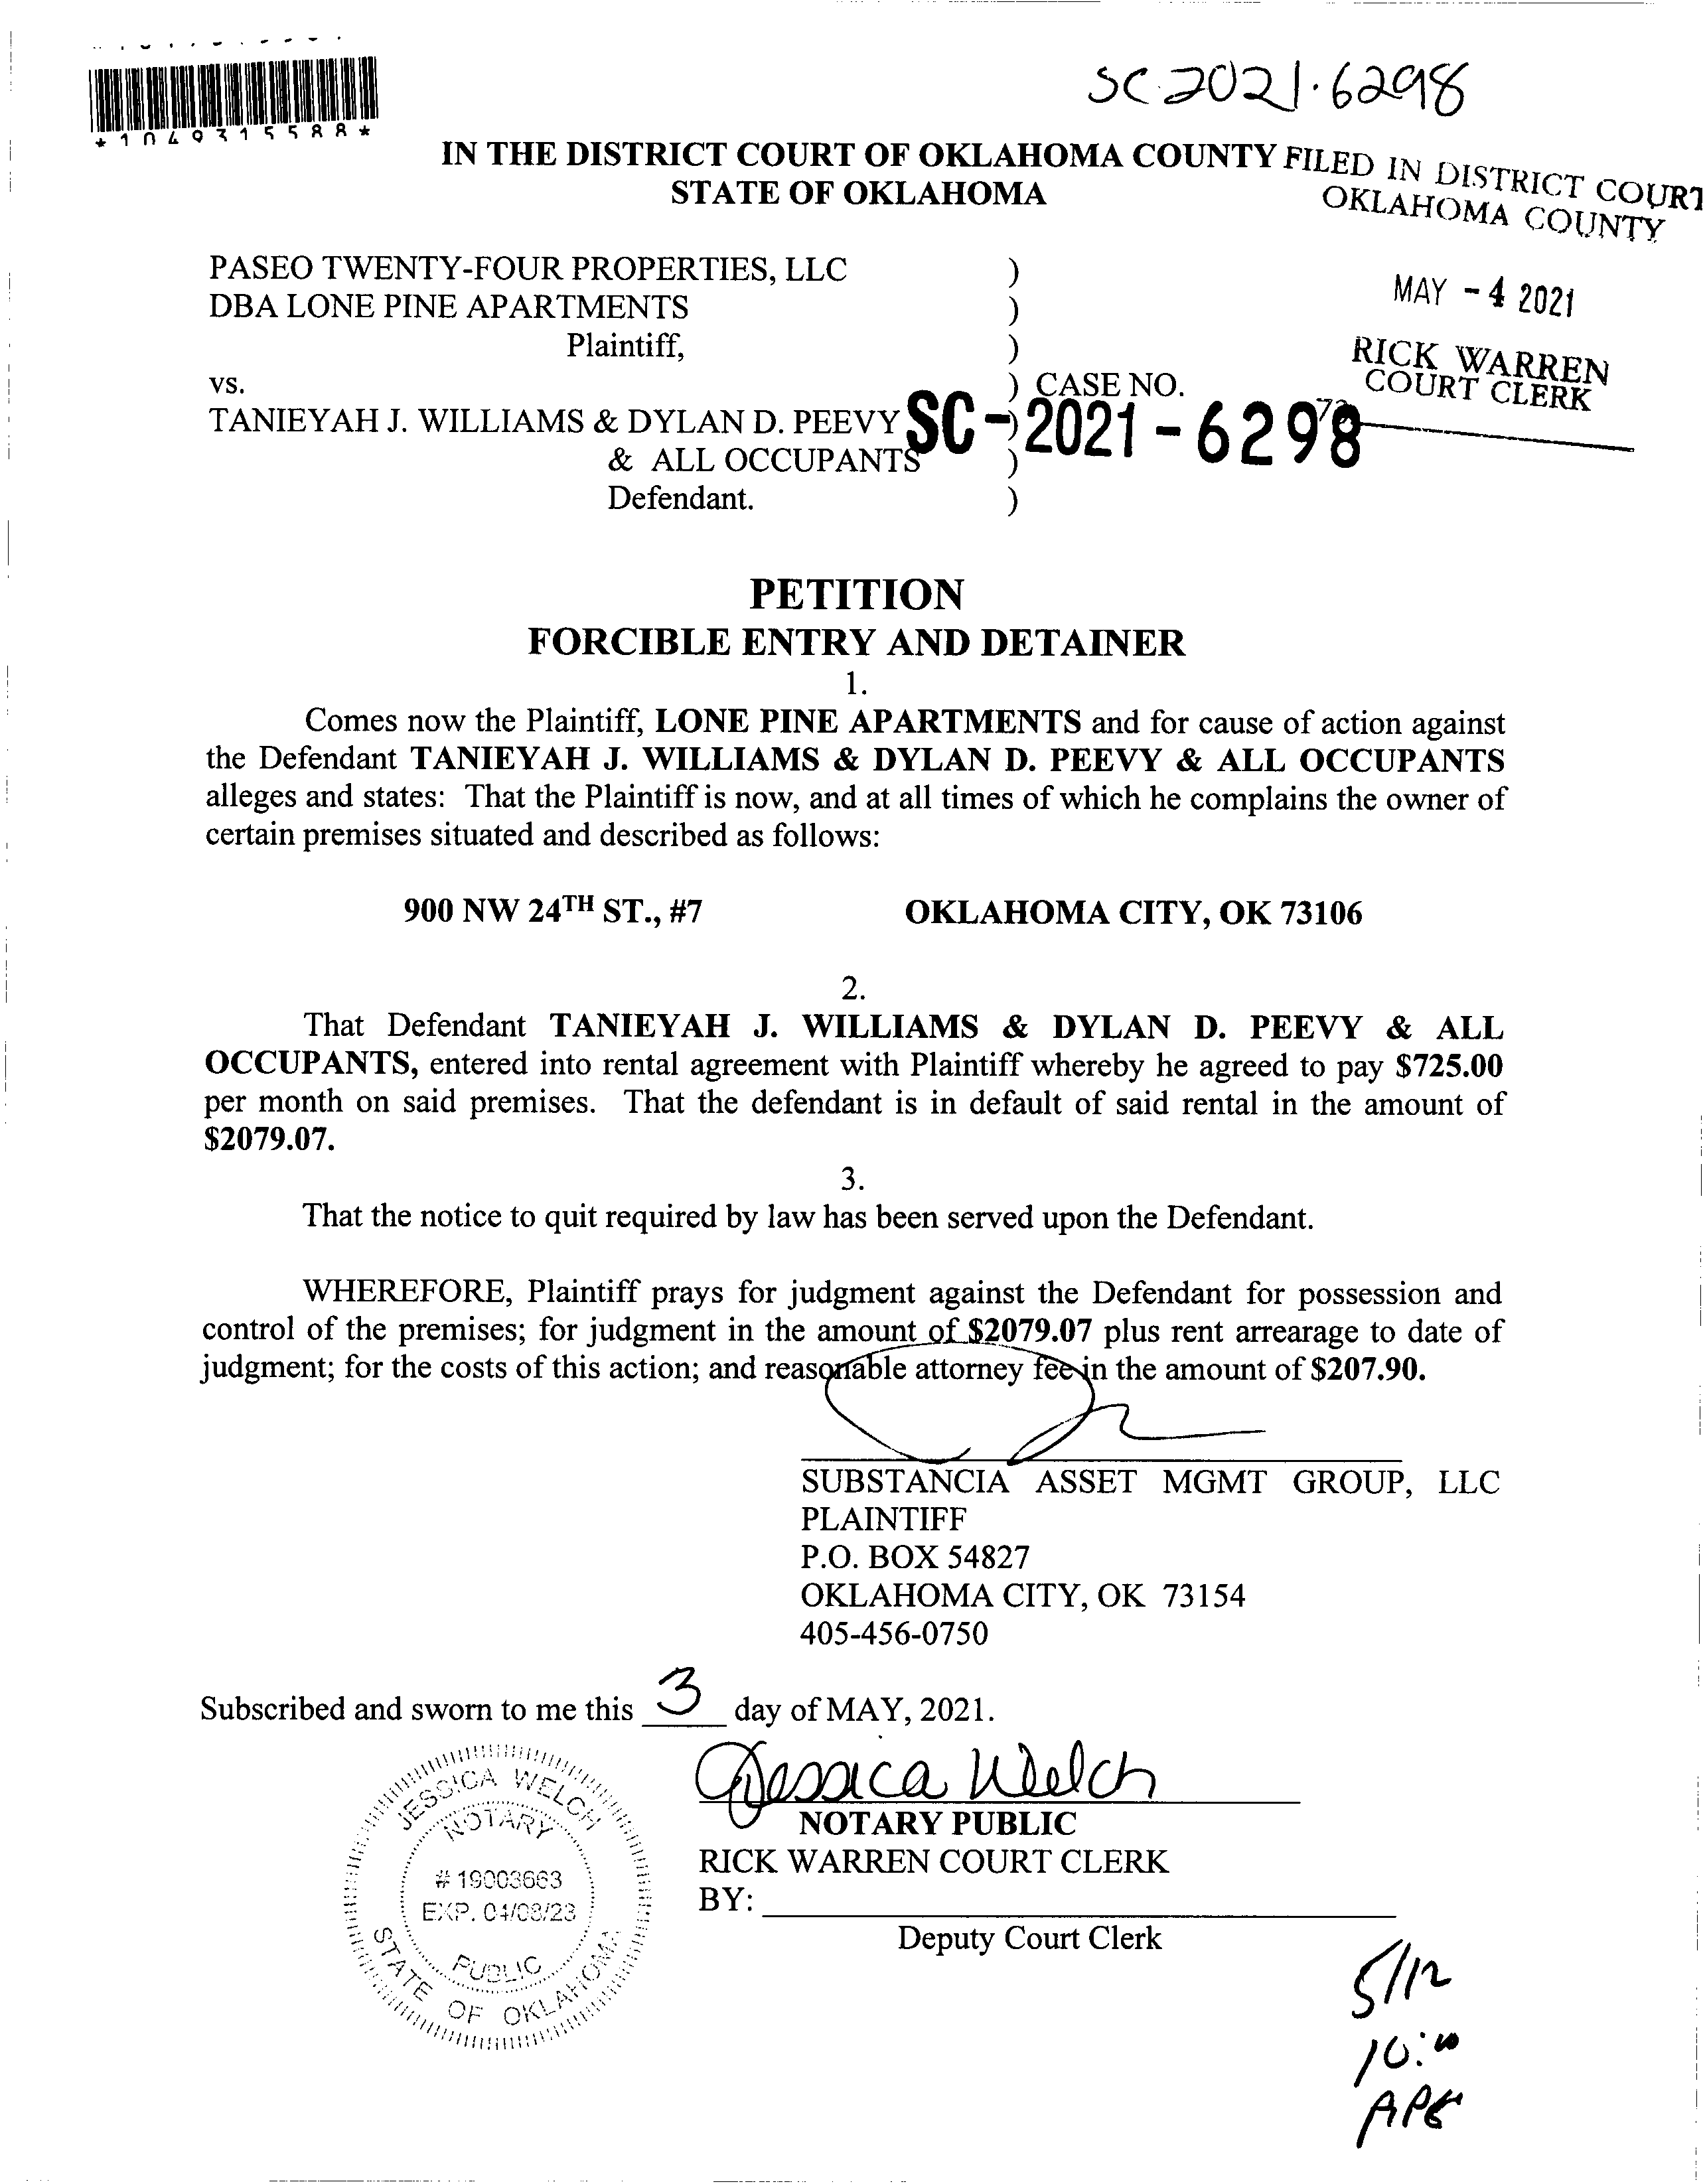 *1049315588*
SC 2021.6298
IN THE DISTRICT COURT OF OKLAHOMA COUNTY
STATE OF OKLAHOMA
FILED IN DISTRICT COURT
OKLAHOMA COUNTY
MAY - 4 2021
RICK WARREN
COURT CLERK
PASEO TWENTY-FOUR PROPERTIES, LLC )
DBA LONE PINE APARTMENTS )
Plaintiff, )
vs. ) CASE NO.
TANIEYAH J. WILLIAMS & DYLAN D. PEEVY )
SC-2021-6298
& ALL OCCUPANTS )
Defendant. )
PETITION
FORCIBLE ENTRY AND DETAINER
1.
Comes now the Plaintiff, LONE PINE APARTMENTS and for cause of action against
the Defendant TANIEYAH J. WILLIAMS & DYLAN D. PEEVY & ALL OCCUPANTS
alleges and states: That the Plaintiff is now, and at all times of which he complains the owner of
certain premises situated and described as follows:
900 NW 24TH ST., #7 OKLAHOMA CITY, OK 73106
2.
That Defendant TANIEYAH J. WILLIAMS & DYLAN D. PEEVY & ALL
OCCUPANTS, entered into rental agreement with Plaintiff whereby he agreed to pay $725.00
per month on said premises. That the defendant is in default of said rental in the amount of
$2079.07.
3.
That the notice to quit required by law has been served upon the Defendant.
WHEREFORE, Plaintiff prays for judgment against the Defendant for possession and
control of the premises; for judgment in the amount of $2079.07 plus rent arrearage to date of
judgment; for the costs of this action; and reasonable attorney fee in the amount of $207.90.
SUBSTANCIA ASSET MGMT GROUP, LLC
PLAINTIFF
P.O. BOX 54827
OKLAHOMA CITY, OK 73154
405-456-0750
Subscribed and sworn to me this 3 day of MAY, 2021.
Jessica Welch
NOTARY PUBLIC
RICK WARREN COURT CLERK
BY:
Deputy Court Clerk
JESSICA WELCH
NOTARY
# 19003663
EXP. 04/08/23
PUBLIC
STATE OF OKLAHOMA
5/12
10:00